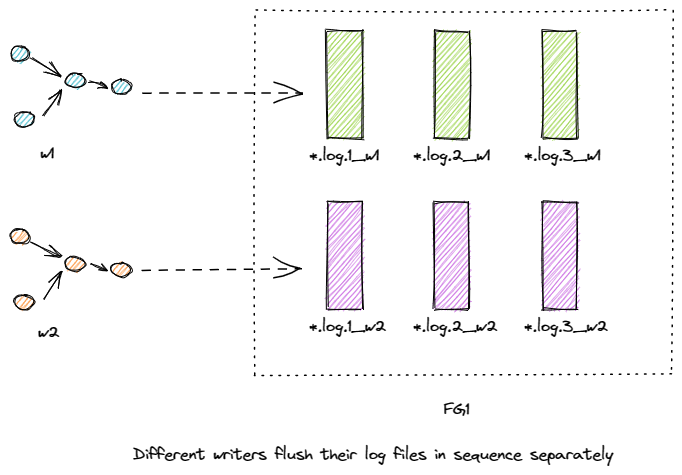 *.log.1_w1 *.log.2_w1 *.log.3_w1
w1
*.log.1_w2 *.log.2_w2 *.log.3_w2
w2
FG1
Different writers flush their log files in sequence separately